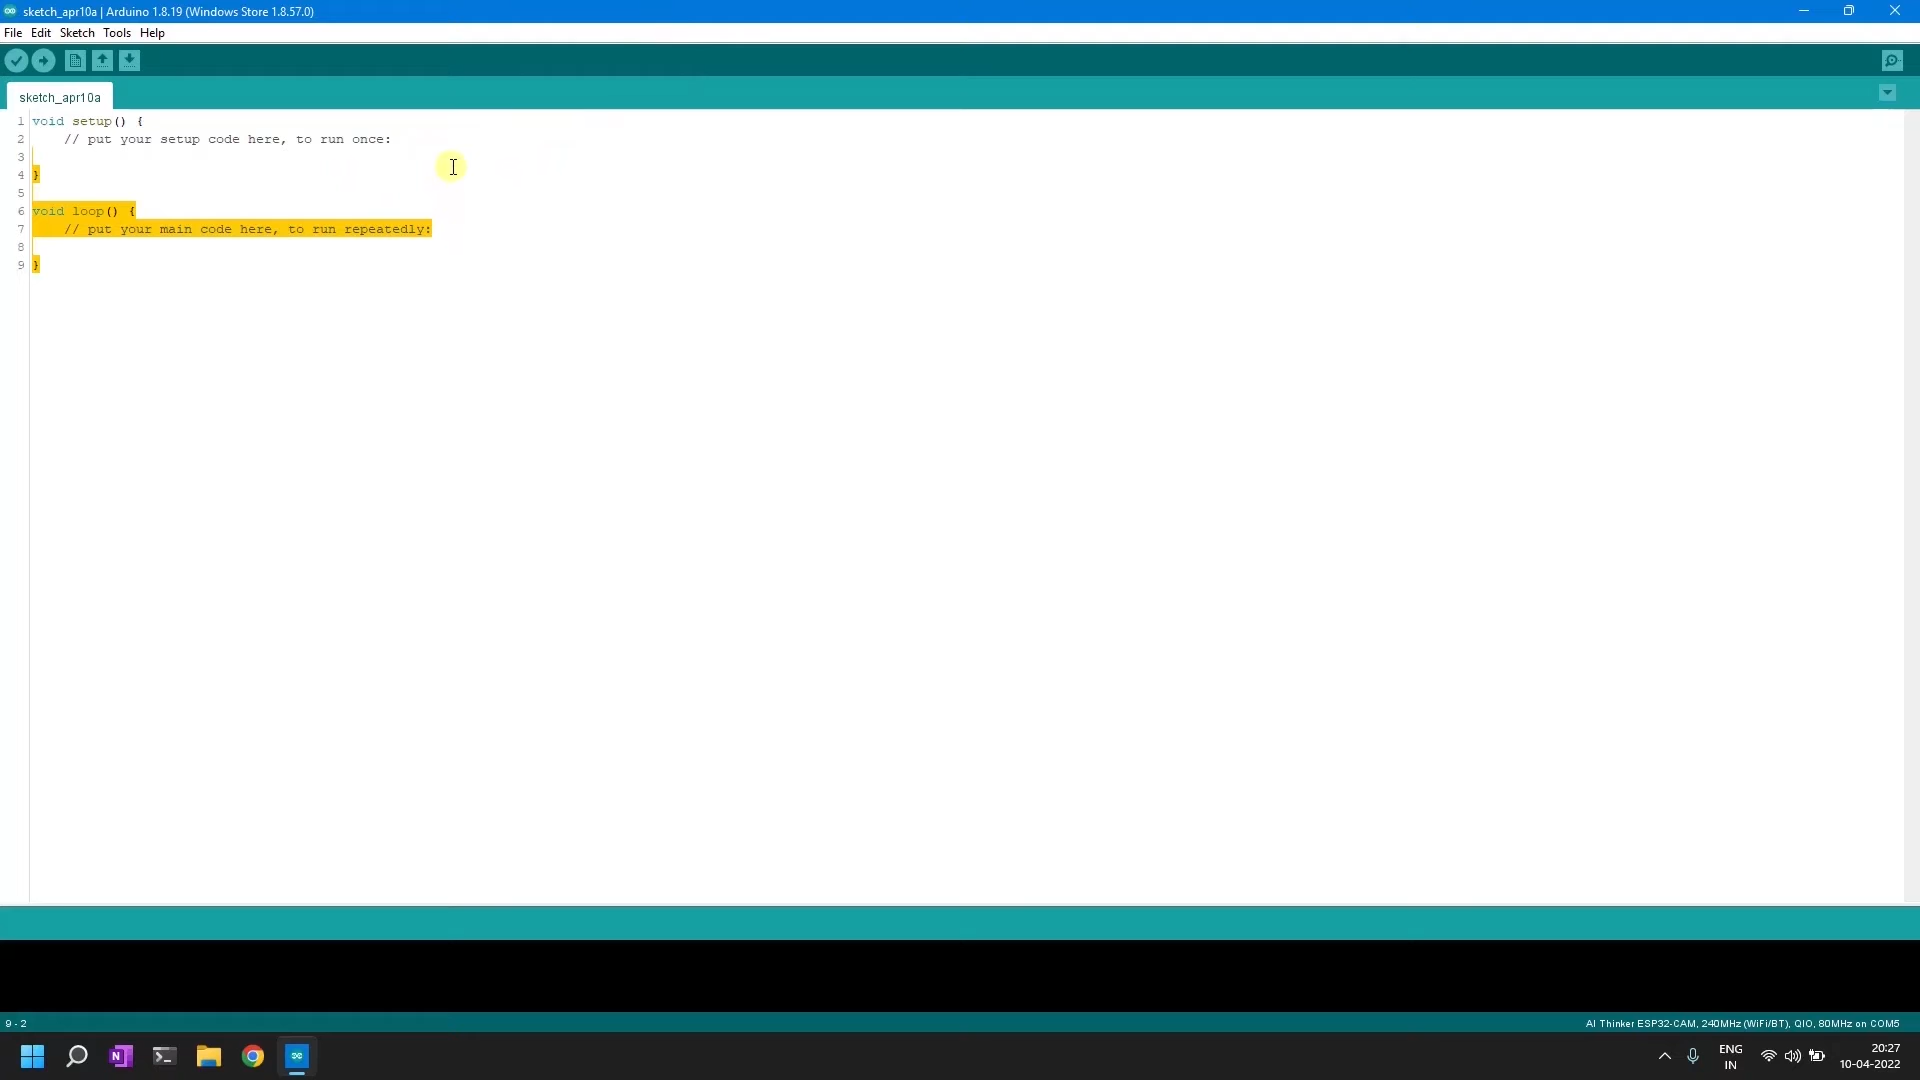 sketch_apr10a | Arduino 1.8.19 (Windows Store 1.8.57.0)
File Edit Sketch Tools Help
sketch_apr10a
1 void setup() {
2 // put your setup code here, to run once:
3
4 }
5
6 void loop() {
7 // put your main code here, to run repeatedly:
8
9 }
9 - 2
AI Thinker ESP32-CAM, 240MHz (WiFi/BT), QIO, 80MHz on COM5
N
ENG
IN
20:27
10-04-2022